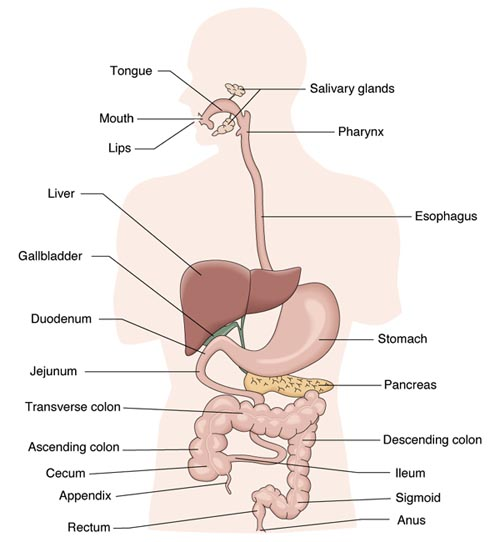 Tongue
Salivary glands
Mouth
Pharynx
Lips
Liver
Esophagus
Gallbladder
Duodenum
Stomach
Jejunum
Pancreas
Transverse colon
Descending colon
Ascending colon
Cecum
Ileum
Appendix
Sigmoid
Rectum
Anus